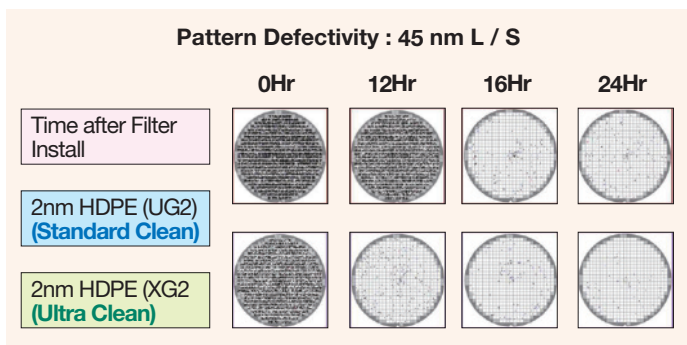 Pattern Defectivity : 45 nm L / S
0Hr 12Hr 16Hr 24Hr
Time after Filter
Install
2nm HDPE (UG2)
(Standard Clean)
2nm HDPE (XG2
(Ultra Clean)